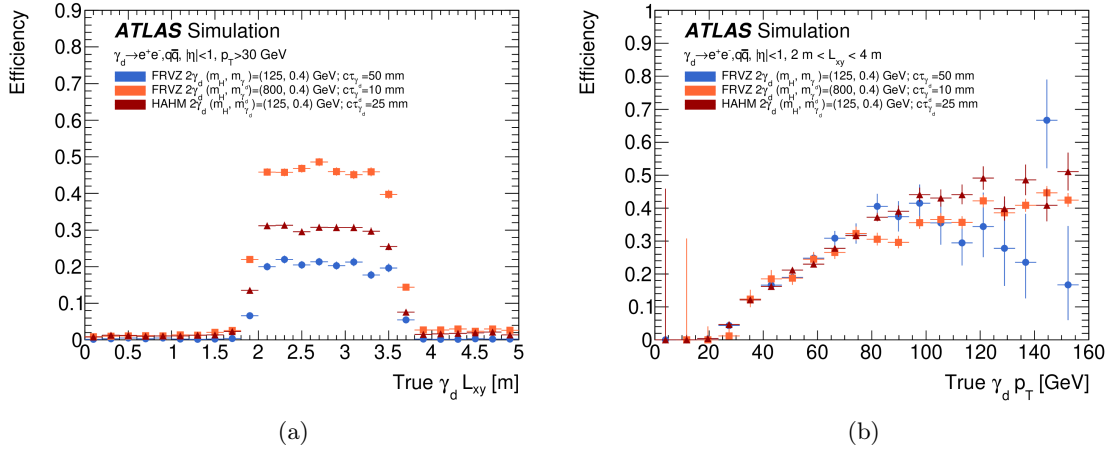 ATLAS Simulation
γd→e+e-,qq̄, |η|<1, pT>30 GeV
FRVZ 2γd (mH, mγd)=(125, 0.4) GeV; cτγd=50 mm
FRVZ 2γd (mH, mγd)=(800, 0.4) GeV; cτγd=10 mm
HAHM 2γd (mH, mγd)=(125, 0.4) GeV; cτγd=25 mm
Efficiency
0.9
0.8
0.7
0.6
0.5
0.4
0.3
0.2
0.1
0
0 0.5 1 1.5 2 2.5 3 3.5 4 4.5 5
True γd Lxy [m]
(a)
ATLAS Simulation
γd→e+e-,qq̄, |η|<1, 2 m < Lxy < 4 m
FRVZ 2γd (mH, mγd)=(125, 0.4) GeV; cτγd=50 mm
FRVZ 2γd (mH, mγd)=(800, 0.4) GeV; cτγd=10 mm
HAHM 2γd (mH, mγd)=(125, 0.4) GeV; cτγd=25 mm
Efficiency
1
0.9
0.8
0.7
0.6
0.5
0.4
0.3
0.2
0.1
0
0 20 40 60 80 100 120 140 160
True γd pT [GeV]
(b)